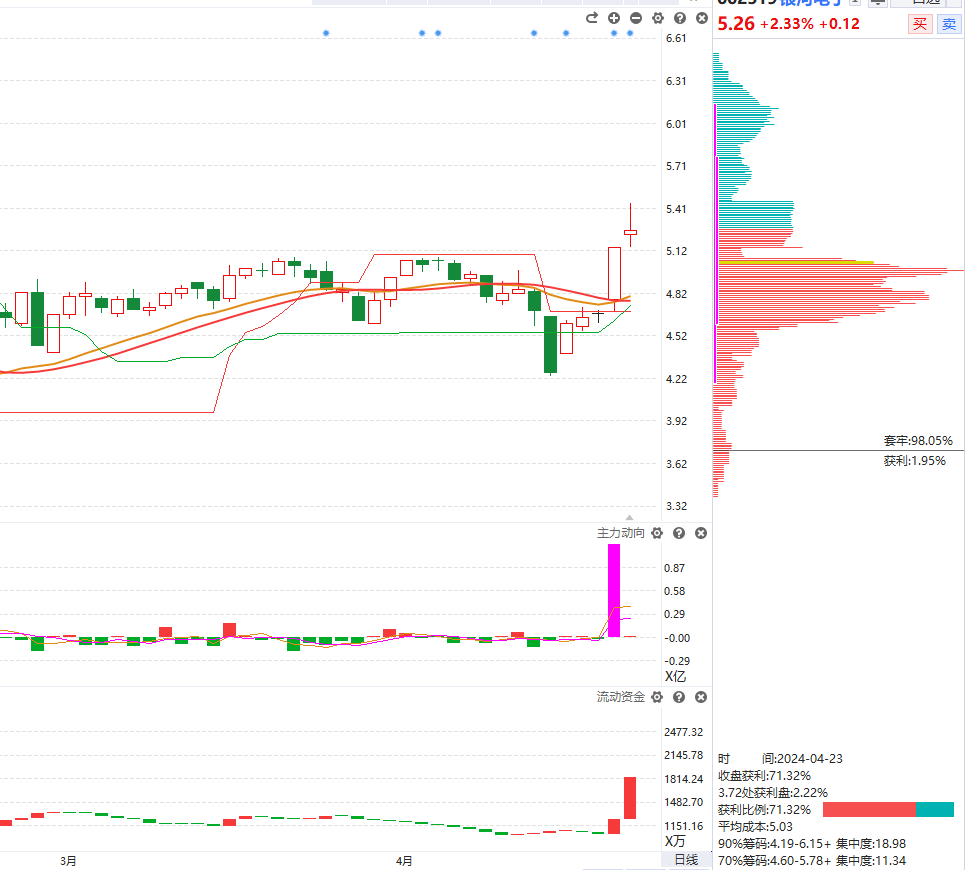 002519 银河电子
自选
5.26 +2.33% +0.12
买 卖
6.61
6.31
6.01
5.71
5.41
5.12
4.82
4.52
4.22
3.92
3.62
3.32
套牢:98.05%
获利:1.95%
主力动向
0.87
0.58
0.29
-0.00
-0.29
X亿
流动资金
2477.32
2145.78
1814.24
1482.70
1151.16
X万
3月
4月
日线
时 间:2024-04-23
收盘获利:71.32%
3.72处获利盘:2.22%
获利比例:71.32%
平均成本:5.03
90%筹码:4.19-6.15+ 集中度:18.98
70%筹码:4.60-5.78+ 集中度:11.34